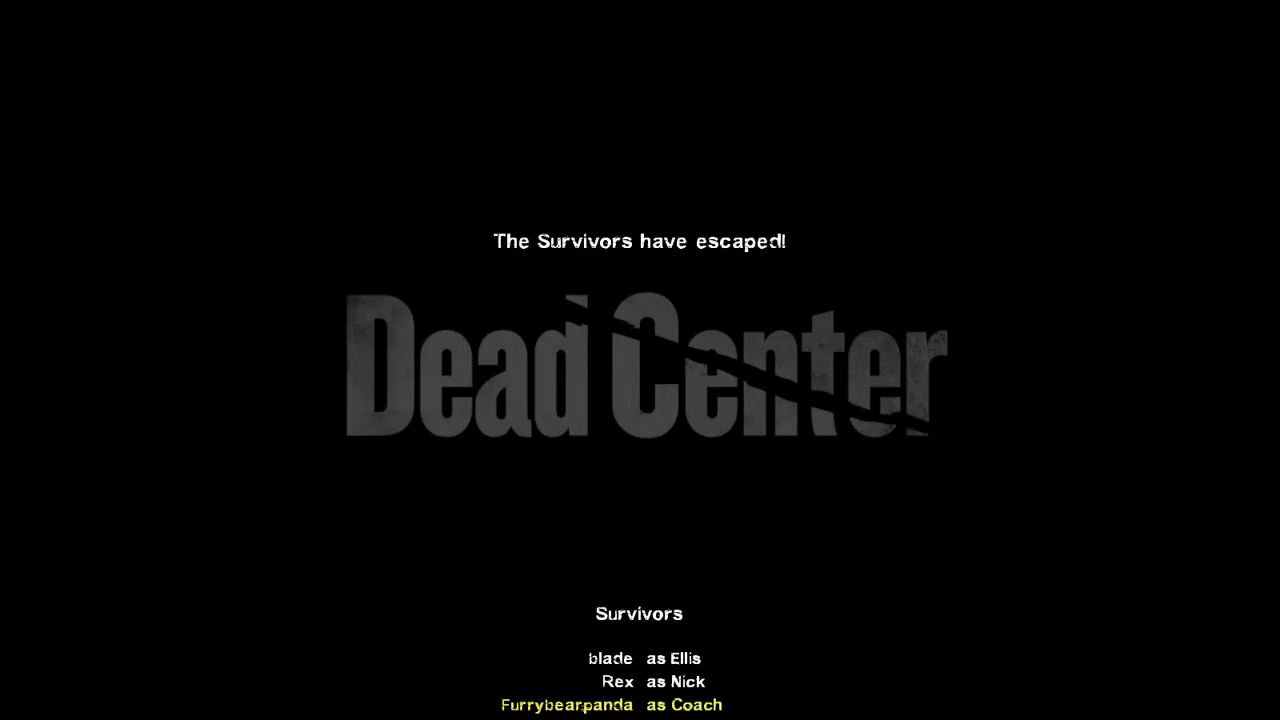 The Survivors have escaped!
Dead Center
Survivors
blade as Ellis
Rex as Nick
Furrybearpanda as Coach